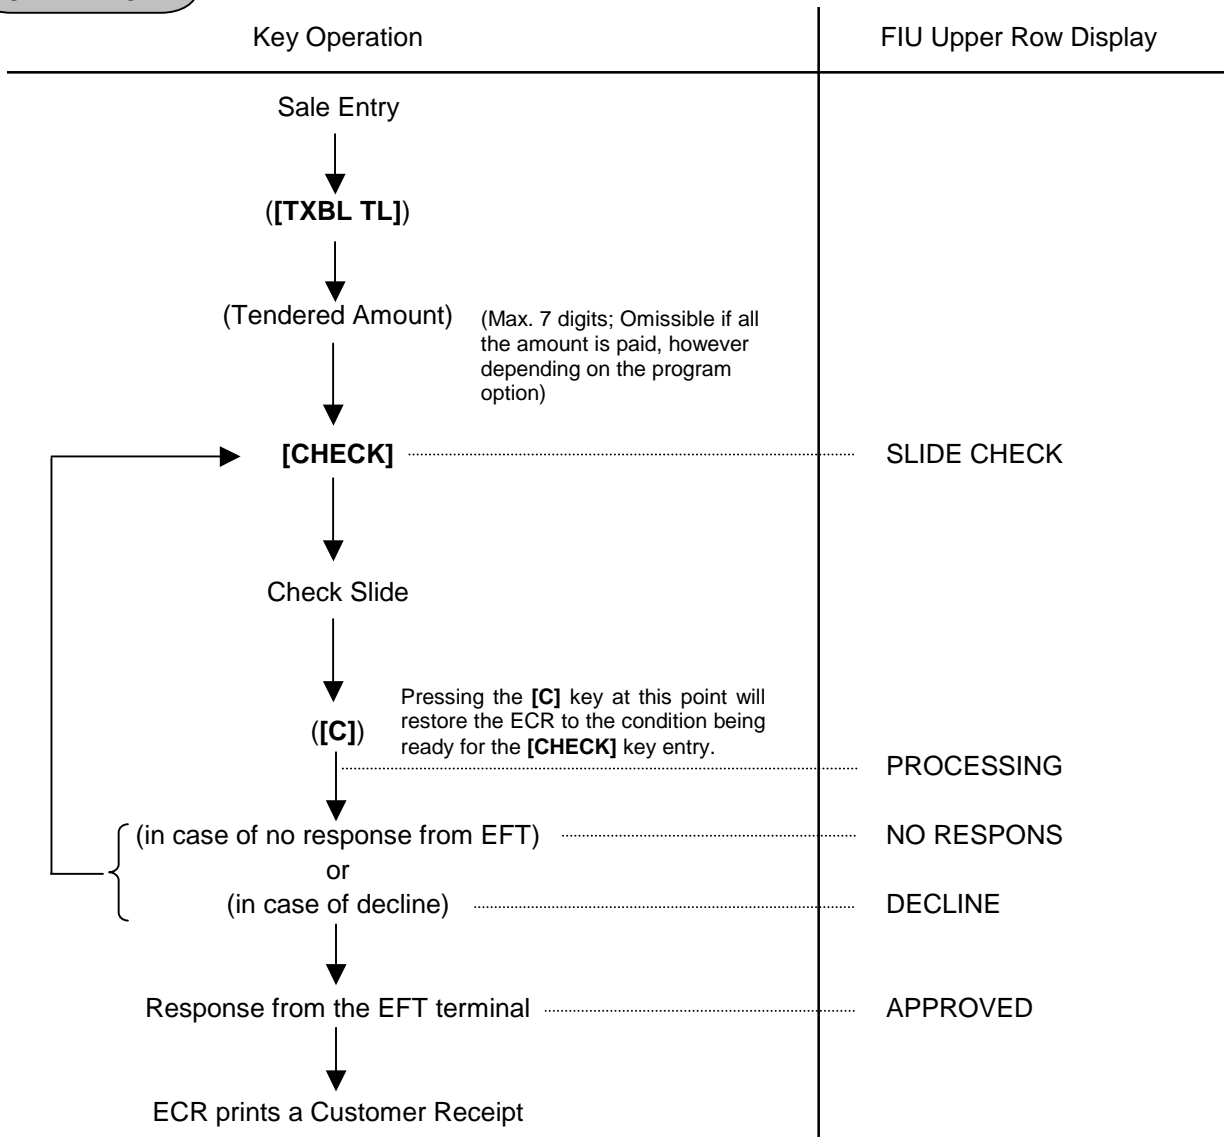 Key Operation
FIU Upper Row Display
Sale Entry
([TXBL TL])
(Tendered Amount)
(Max. 7 digits; Omissible if all
the amount is paid, however
depending on the program
option)
[CHECK]
SLIDE CHECK
Check Slide
([C])
Pressing the [C] key at this point will
restore the ECR to the condition being
ready for the [CHECK] key entry.
PROCESSING
(in case of no response from EFT)
NO RESPONS
or
(in case of decline)
DECLINE
Response from the EFT terminal
APPROVED
ECR prints a Customer Receipt